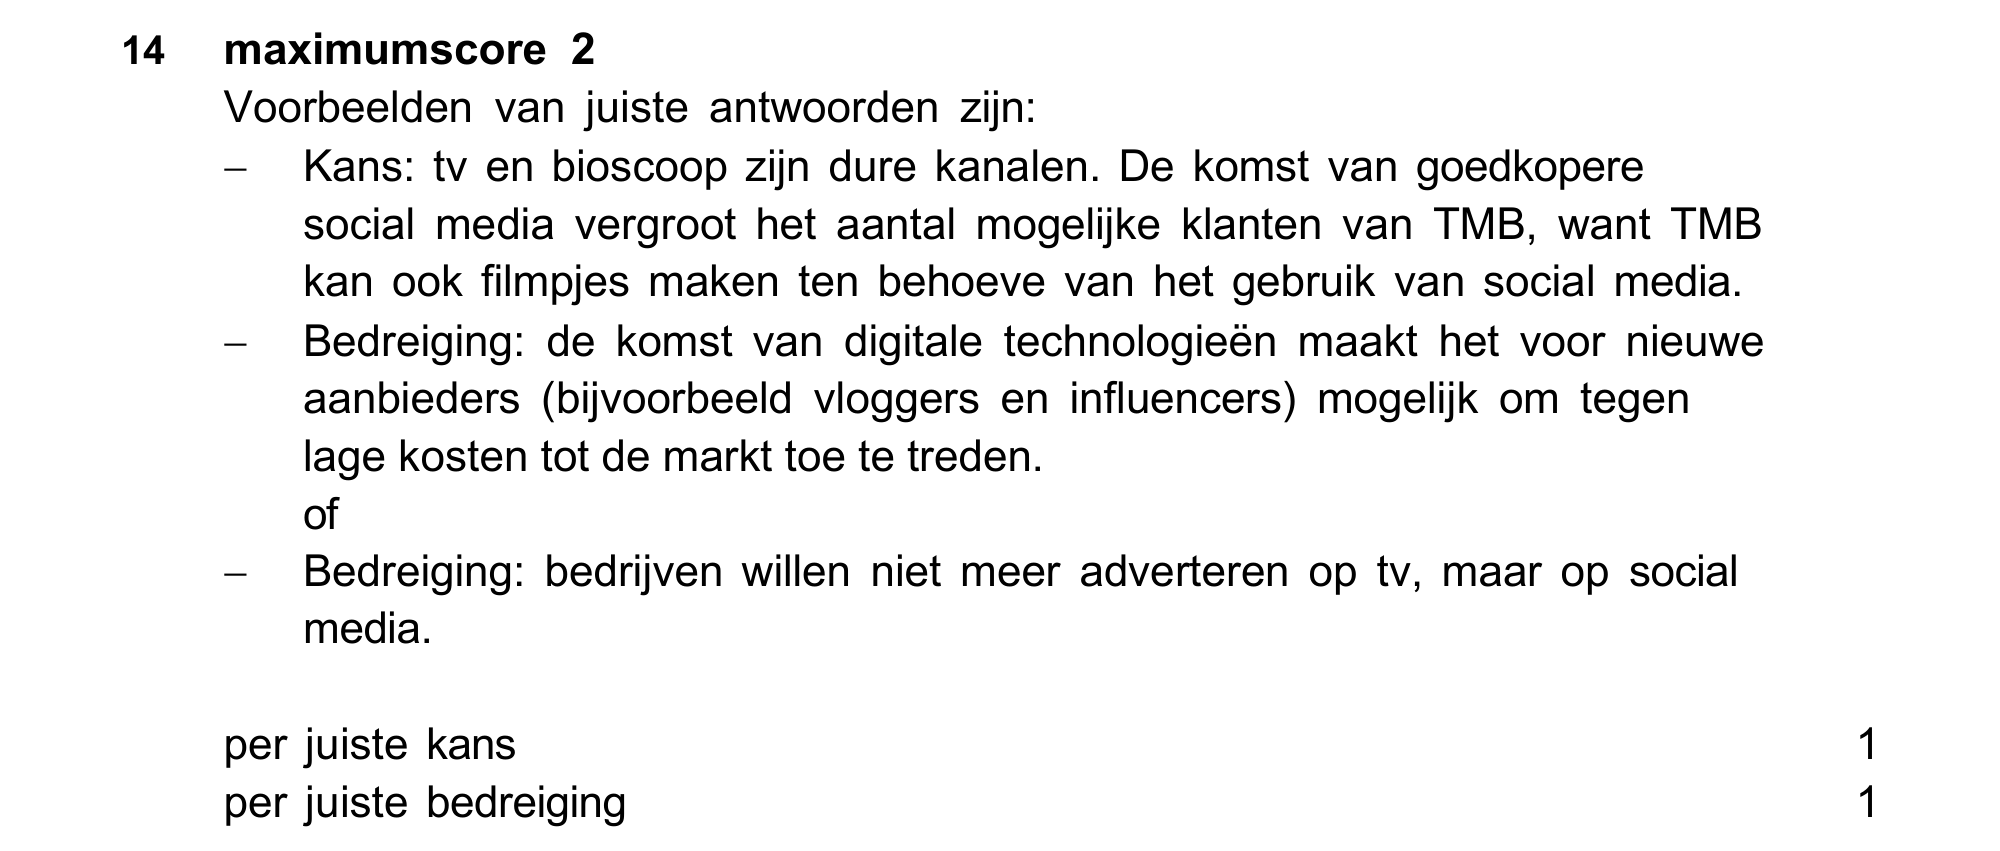 14 maximumscore 2
Voorbeelden van juiste antwoorden zijn:
− Kans: tv en bioscoop zijn dure kanalen. De komst van goedkopere
social media vergroot het aantal mogelijke klanten van TMB, want TMB
kan ook filmpjes maken ten behoeve van het gebruik van social media.
− Bedreiging: de komst van digitale technologieën maakt het voor nieuwe
aanbieders (bijvoorbeeld vloggers en influencers) mogelijk om tegen
lage kosten tot de markt toe te treden.
of
− Bedreiging: bedrijven willen niet meer adverteren op tv, maar op social
media.
per juiste kans 1
per juiste bedreiging 1